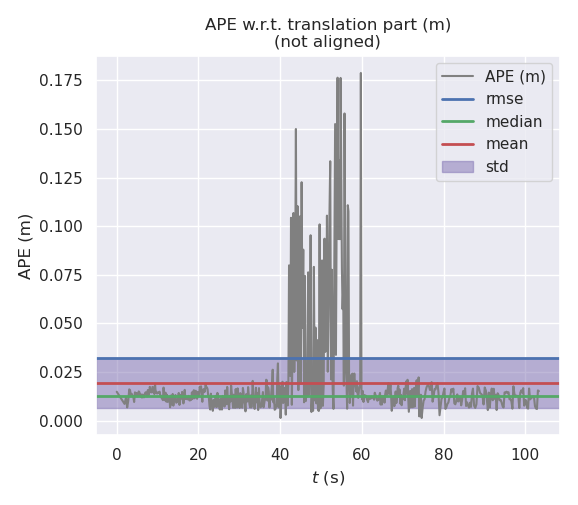 APE w.r.t. translation part (m)
(not aligned)
APE (m)
rmse
median
mean
std
0.175
0.150
0.125
0.100
0.075
0.050
0.025
0.000
APE (m)
0 20 40 60 80 100
t (s)